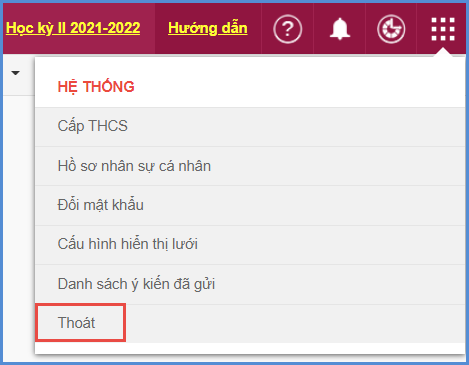 Học kỳ II 2021-2022 Hướng dẫn ?
HỆ THỐNG
Cấp THCS
Hồ sơ nhân sự cá nhân
Đổi mật khẩu
Cấu hình hiển thị lưới
Danh sách ý kiến đã gửi
Thoát